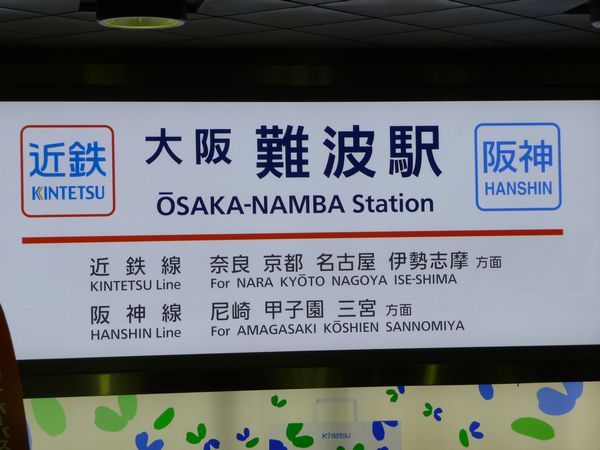 近鉄
KINTETSU
大阪 難波駅
ŌSAKA-NAMBA Station
阪神
HANSHIN
近鉄線 奈良 京都 名古屋 伊勢志摩 方面
KINTETSU Line For NARA KYŌTO NAGOYA ISE-SHIMA
阪神線 尼崎 甲子園 三宮 方面
HANSHIN Line For AMAGASAKI KŌSHIEN SANNOMIYA
Kintetsu